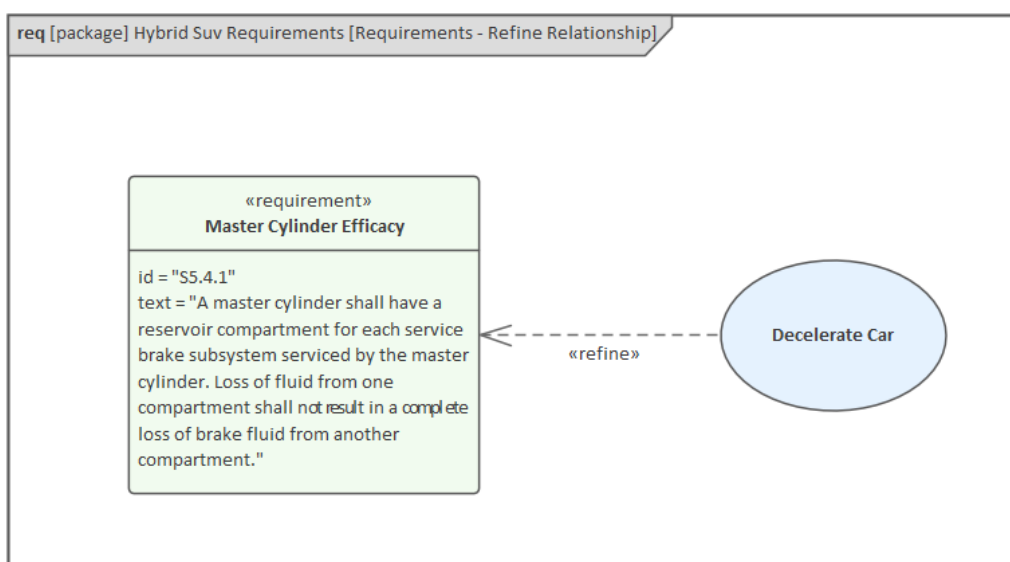 req [package] Hybrid Suv Requirements [Requirements - Refine Relationship]
«requirement»
Master Cylinder Efficacy
id = "S5.4.1"
text = "A master cylinder shall have a
reservoir compartment for each service
brake subsystem serviced by the master
cylinder. Loss of fluid from one
compartment shall not result in a complete
loss of brake fluid from another
compartment."
«refine»
Decelerate Car